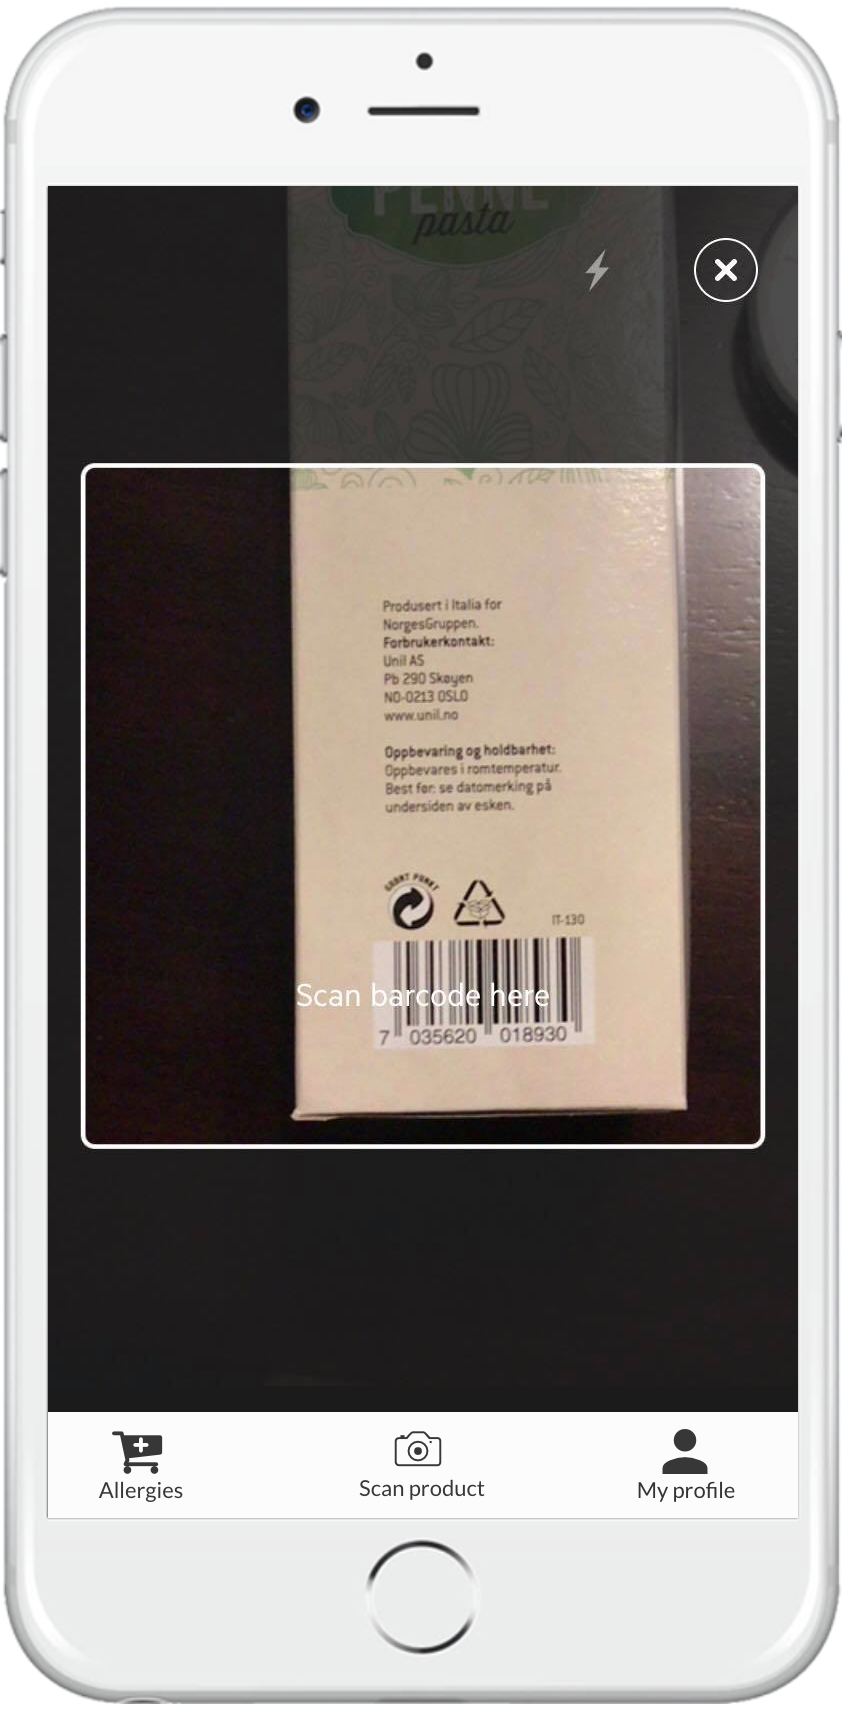 PENNE
pasta
Produsert i Italia for
NorgesGruppen.
Forbrukerkontakt:
Unil AS
Pb 290 Skøyen
NO-0213 OSLO
www.unil.no
Oppbevaring og holdbarhet:
Oppbevares i romtemperatur.
Best før: se datomerking på
undersiden av esken.
GRØNT PUNKT
IT-130
Scan barcode here
7 035620 018930
Allergies
Scan product
My profile